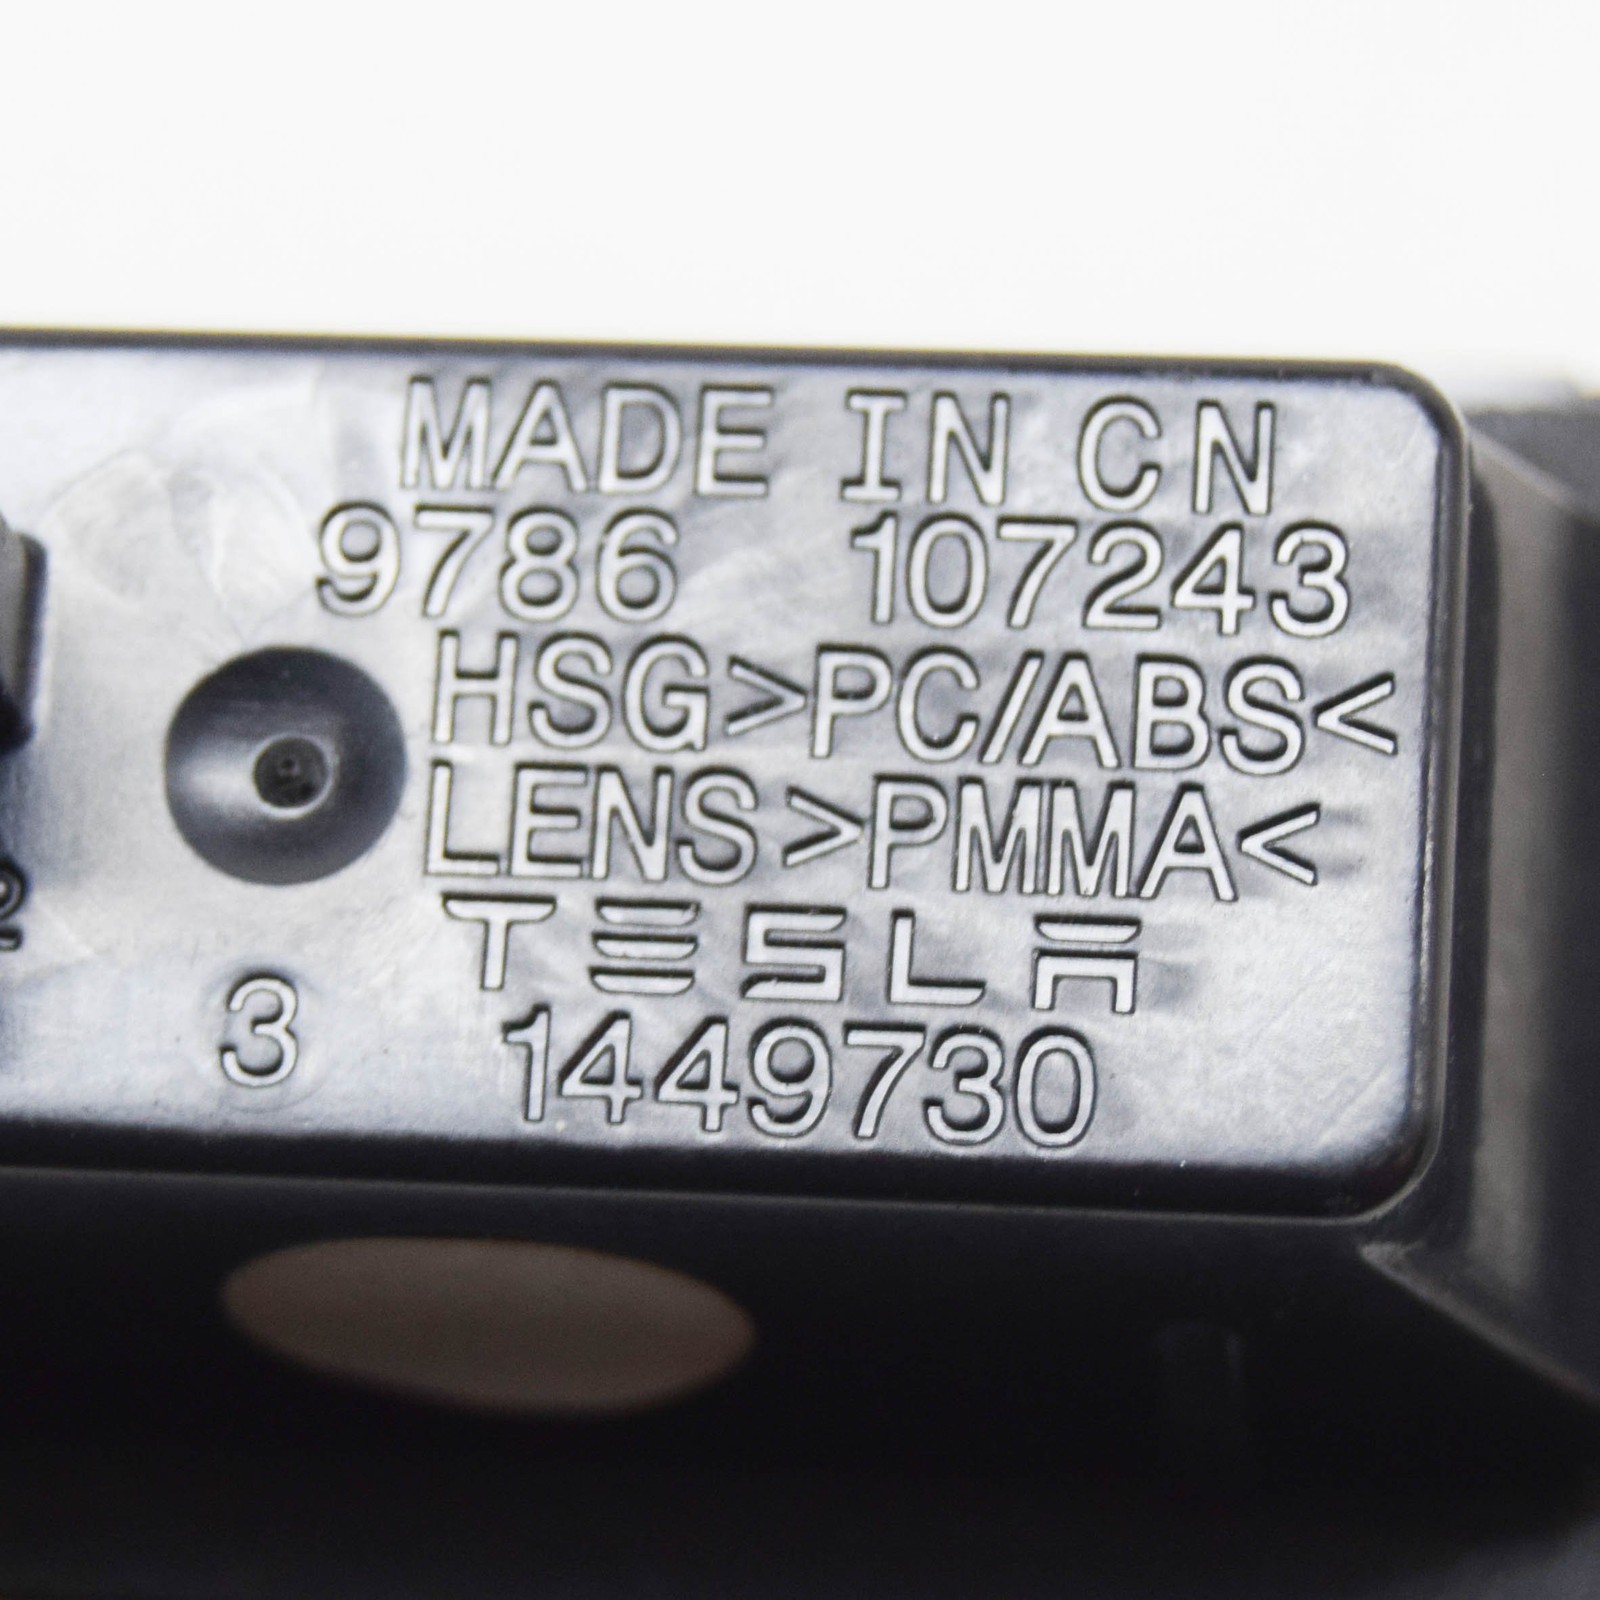 MADE IN CN
9786 107243
HSG>PC/ABS<
LENS>PMMA<
TESLA
3 1449730